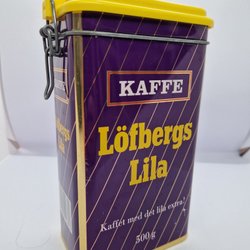 KAFFE
Löfbergs
Lila
Kaffet med det lila extra!
500g